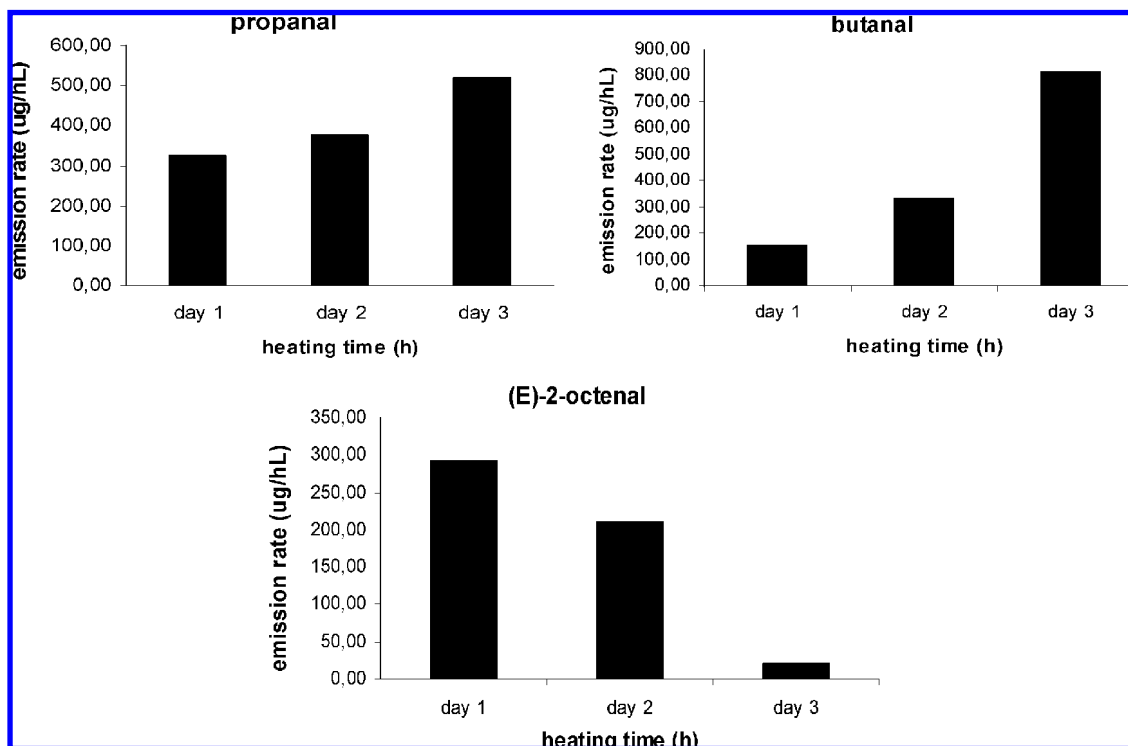 propanal
emission rate (ug/hL)
600,00
500,00
400,00
300,00
200,00
100,00
0,00
day 1
day 2
day 3
heating time (h)
butanal
emission rate (ug/hL)
900,00
800,00
700,00
600,00
500,00
400,00
300,00
200,00
100,00
0,00
day 1
day 2
day 3
heating time (h)
(E)-2-octenal
emission rate (ug/hL)
350,00
300,00
250,00
200,00
150,00
100,00
50,00
0,00
day 1
day 2
day 3
heating time (h)